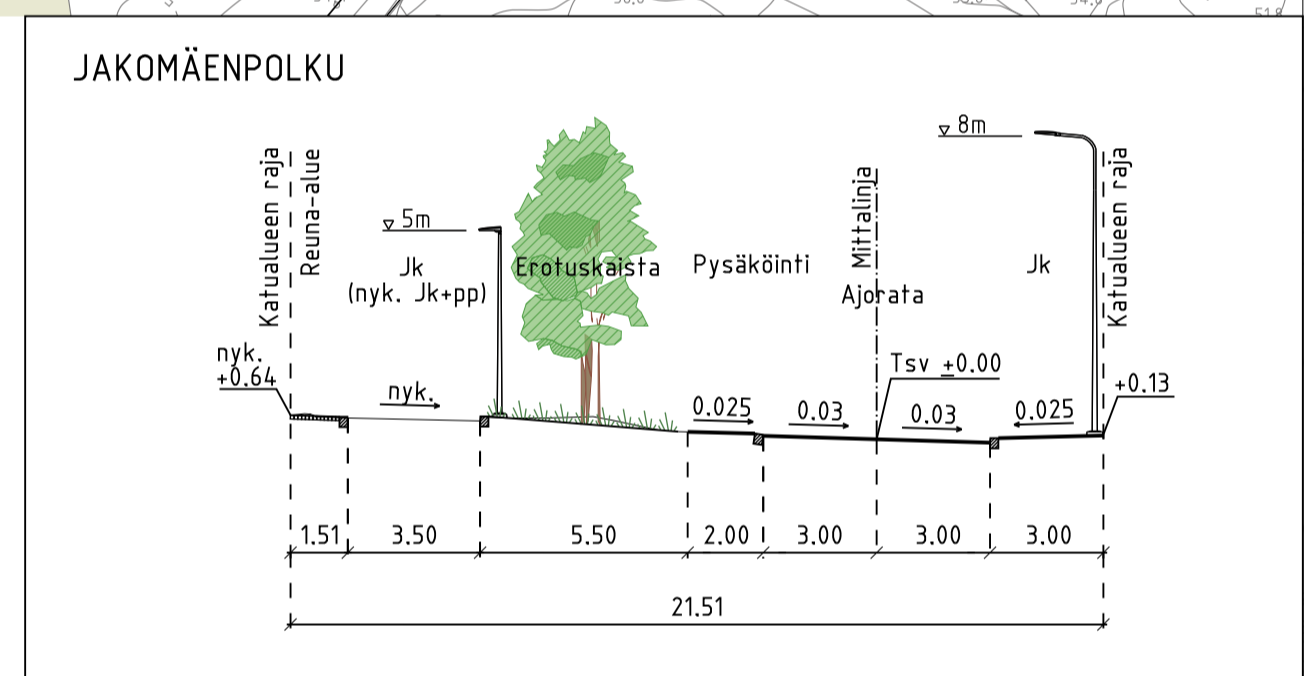 51.8
JAKOMÄENPOLKU
8m
5m
Katualueen raja
Reuna-alue
Mittalinja
Katualueen raja
Jk
(nyk. Jk+pp)
Erotuskaista
Pysäköinti
Ajorata
Jk
nyk.
+0.64
nyk.
Tsv ±0.00
+0.13
0.025
0.03
0.03
0.025
1.51
3.50
5.50
2.00
3.00
3.00
3.00
21.51